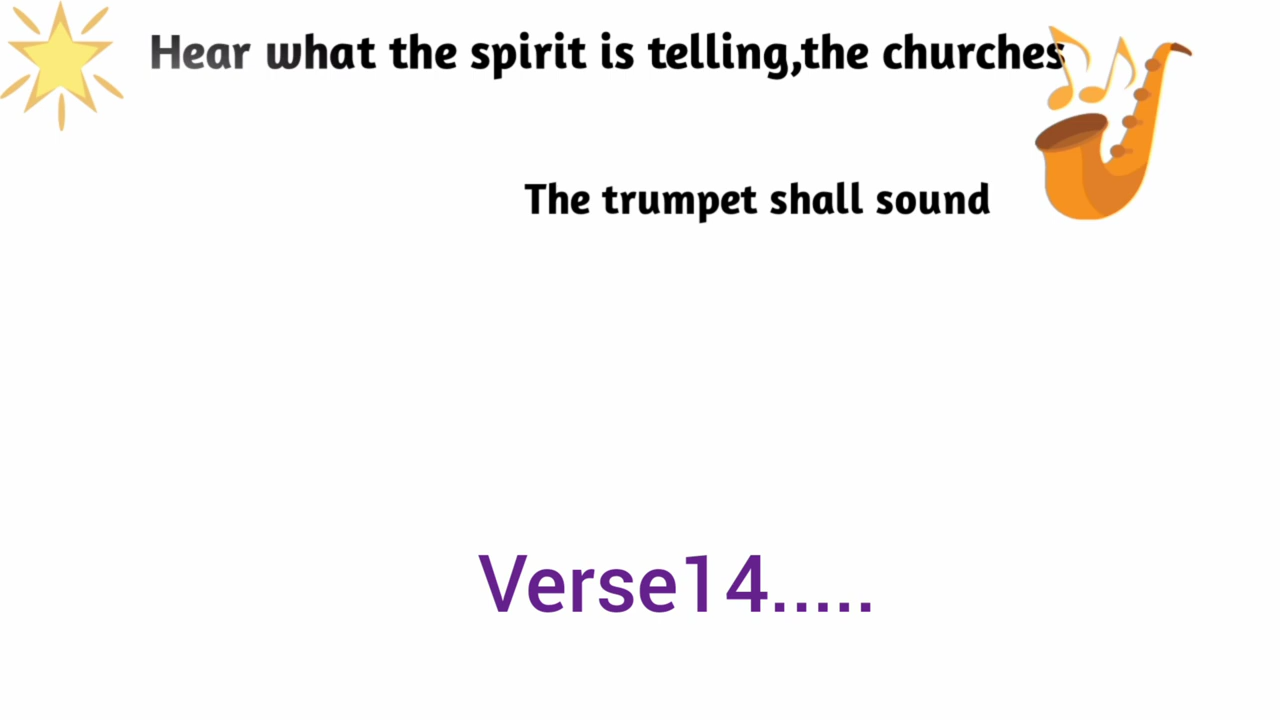 Hear what the spirit is telling,the churches
The trumpet shall sound
Verse14.....